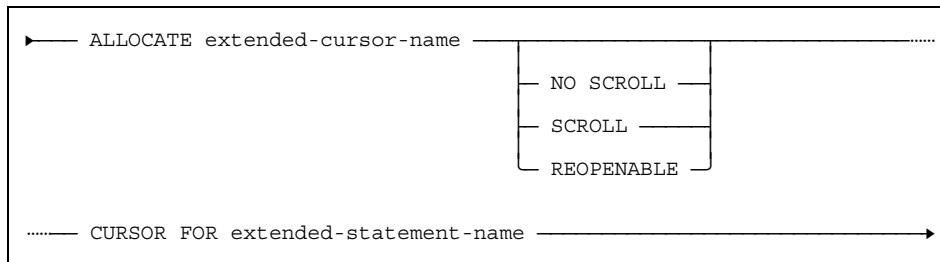 ALLOCATE extended-cursor-name
NO SCROLL
SCROLL
REOPENABLE
CURSOR FOR extended-statement-name